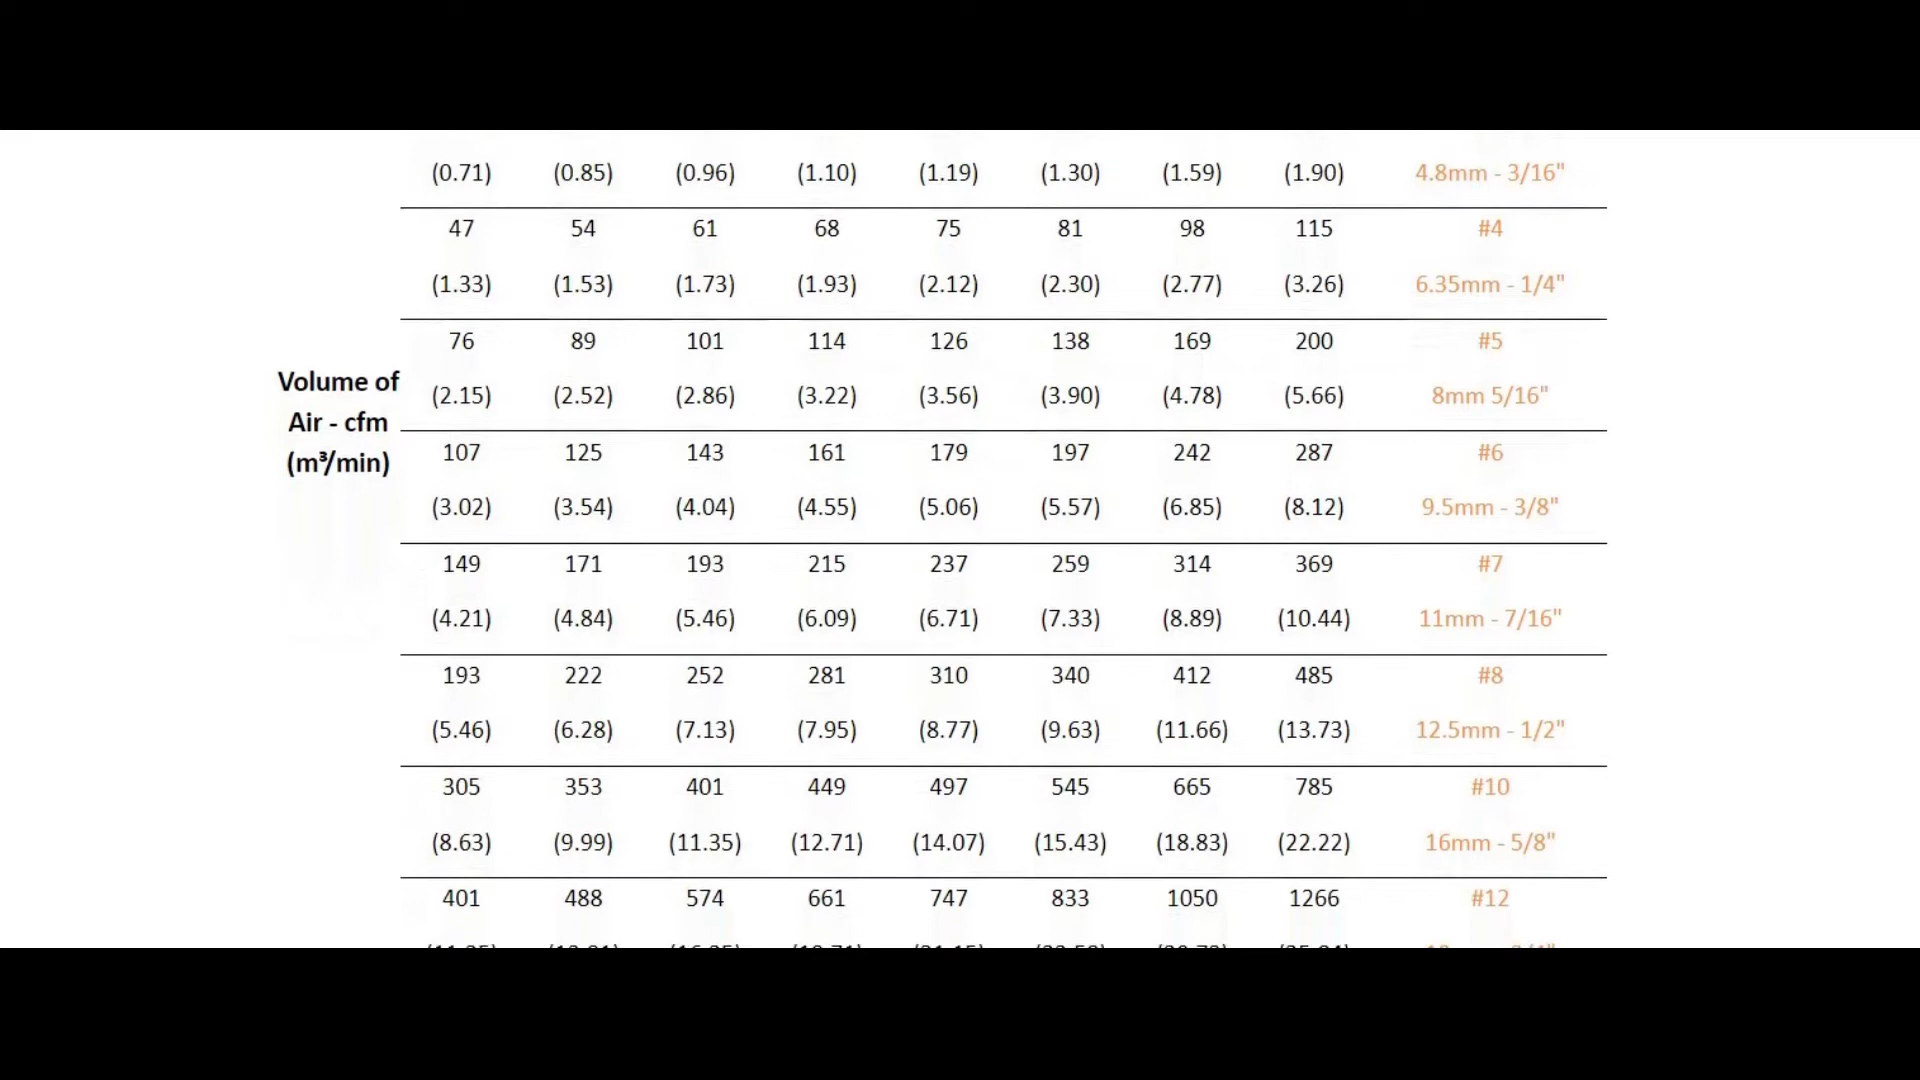 (0.71) (0.85) (0.96) (1.10) (1.19) (1.30) (1.59) (1.90) 4.8mm - 3/16"
47 54 61 68 75 81 98 115 #4
(1.33) (1.53) (1.73) (1.93) (2.12) (2.30) (2.77) (3.26) 6.35mm - 1/4"
76 89 101 114 126 138 169 200 #5
Volume of
(2.15) (2.52) (2.86) (3.22) (3.56) (3.90) (4.78) (5.66) 8mm 5/16"
Air - cfm
(m³/min)
107 125 143 161 179 197 242 287 #6
(3.02) (3.54) (4.04) (4.55) (5.06) (5.57) (6.85) (8.12) 9.5mm - 3/8"
149 171 193 215 237 259 314 369 #7
(4.21) (4.84) (5.46) (6.09) (6.71) (7.33) (8.89) (10.44) 11mm - 7/16"
193 222 252 281 310 340 412 485 #8
(5.46) (6.28) (7.13) (7.95) (8.77) (9.63) (11.66) (13.73) 12.5mm - 1/2"
305 353 401 449 497 545 665 785 #10
(8.63) (9.99) (11.35) (12.71) (14.07) (15.43) (18.83) (22.22) 16mm - 5/8"
401 488 574 661 747 833 1050 1266 #12